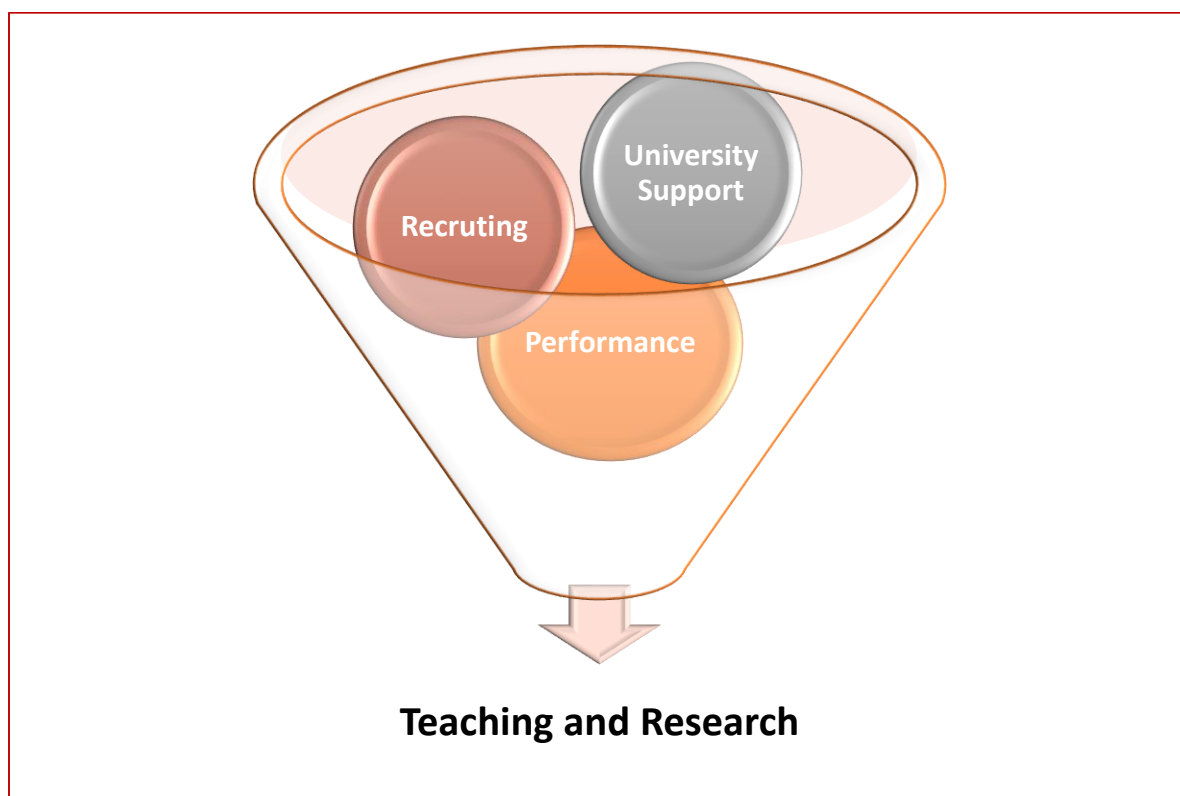 University
Support
Recruting
Performance
Teaching and Research